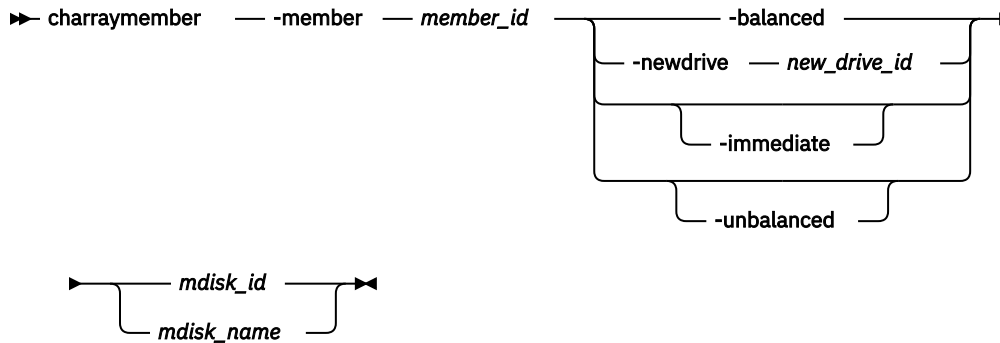 charraymember -member member_id -balanced
-newdrive new_drive_id
-immediate
-unbalanced
mdisk_id
mdisk_name